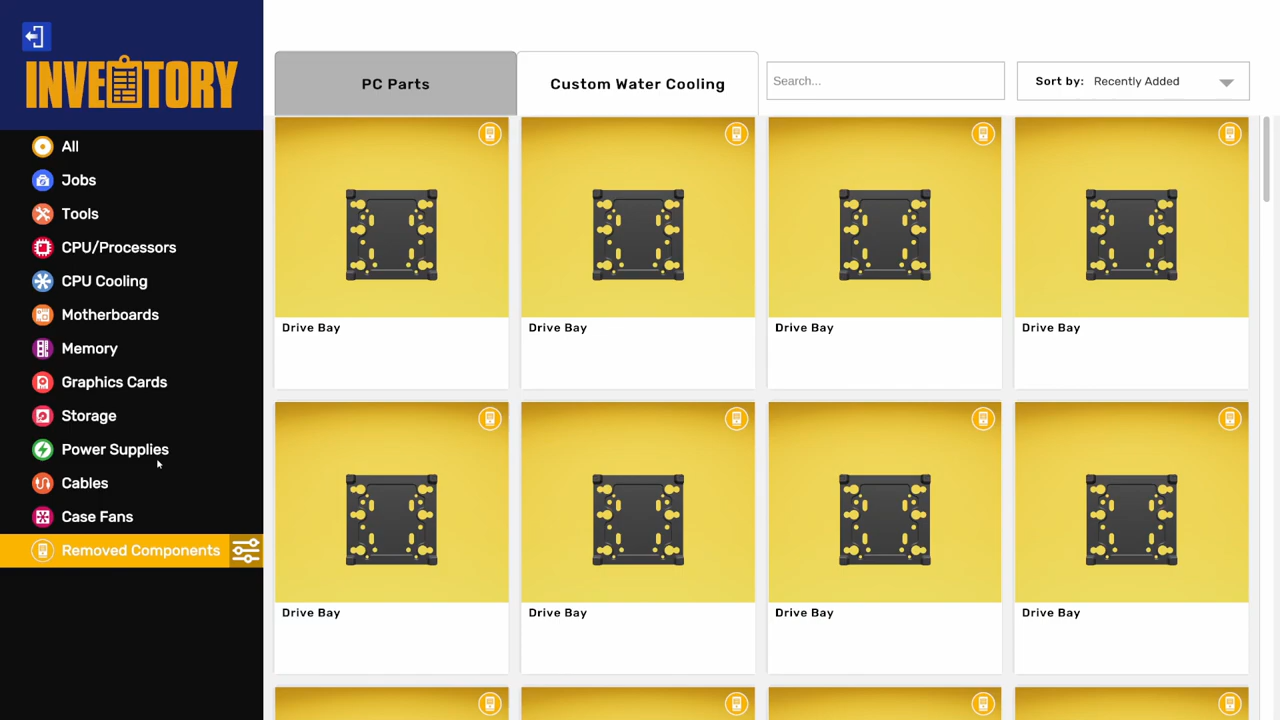 INVENTORY
PC Parts
Custom Water Cooling
Search...
Sort by: Recently Added
All
Jobs
Tools
CPU/Processors
CPU Cooling
Motherboards
Memory
Graphics Cards
Storage
Power Supplies
Cables
Case Fans
Removed Components
Drive Bay
Drive Bay
Drive Bay
Drive Bay
Drive Bay
Drive Bay
Drive Bay
Drive Bay